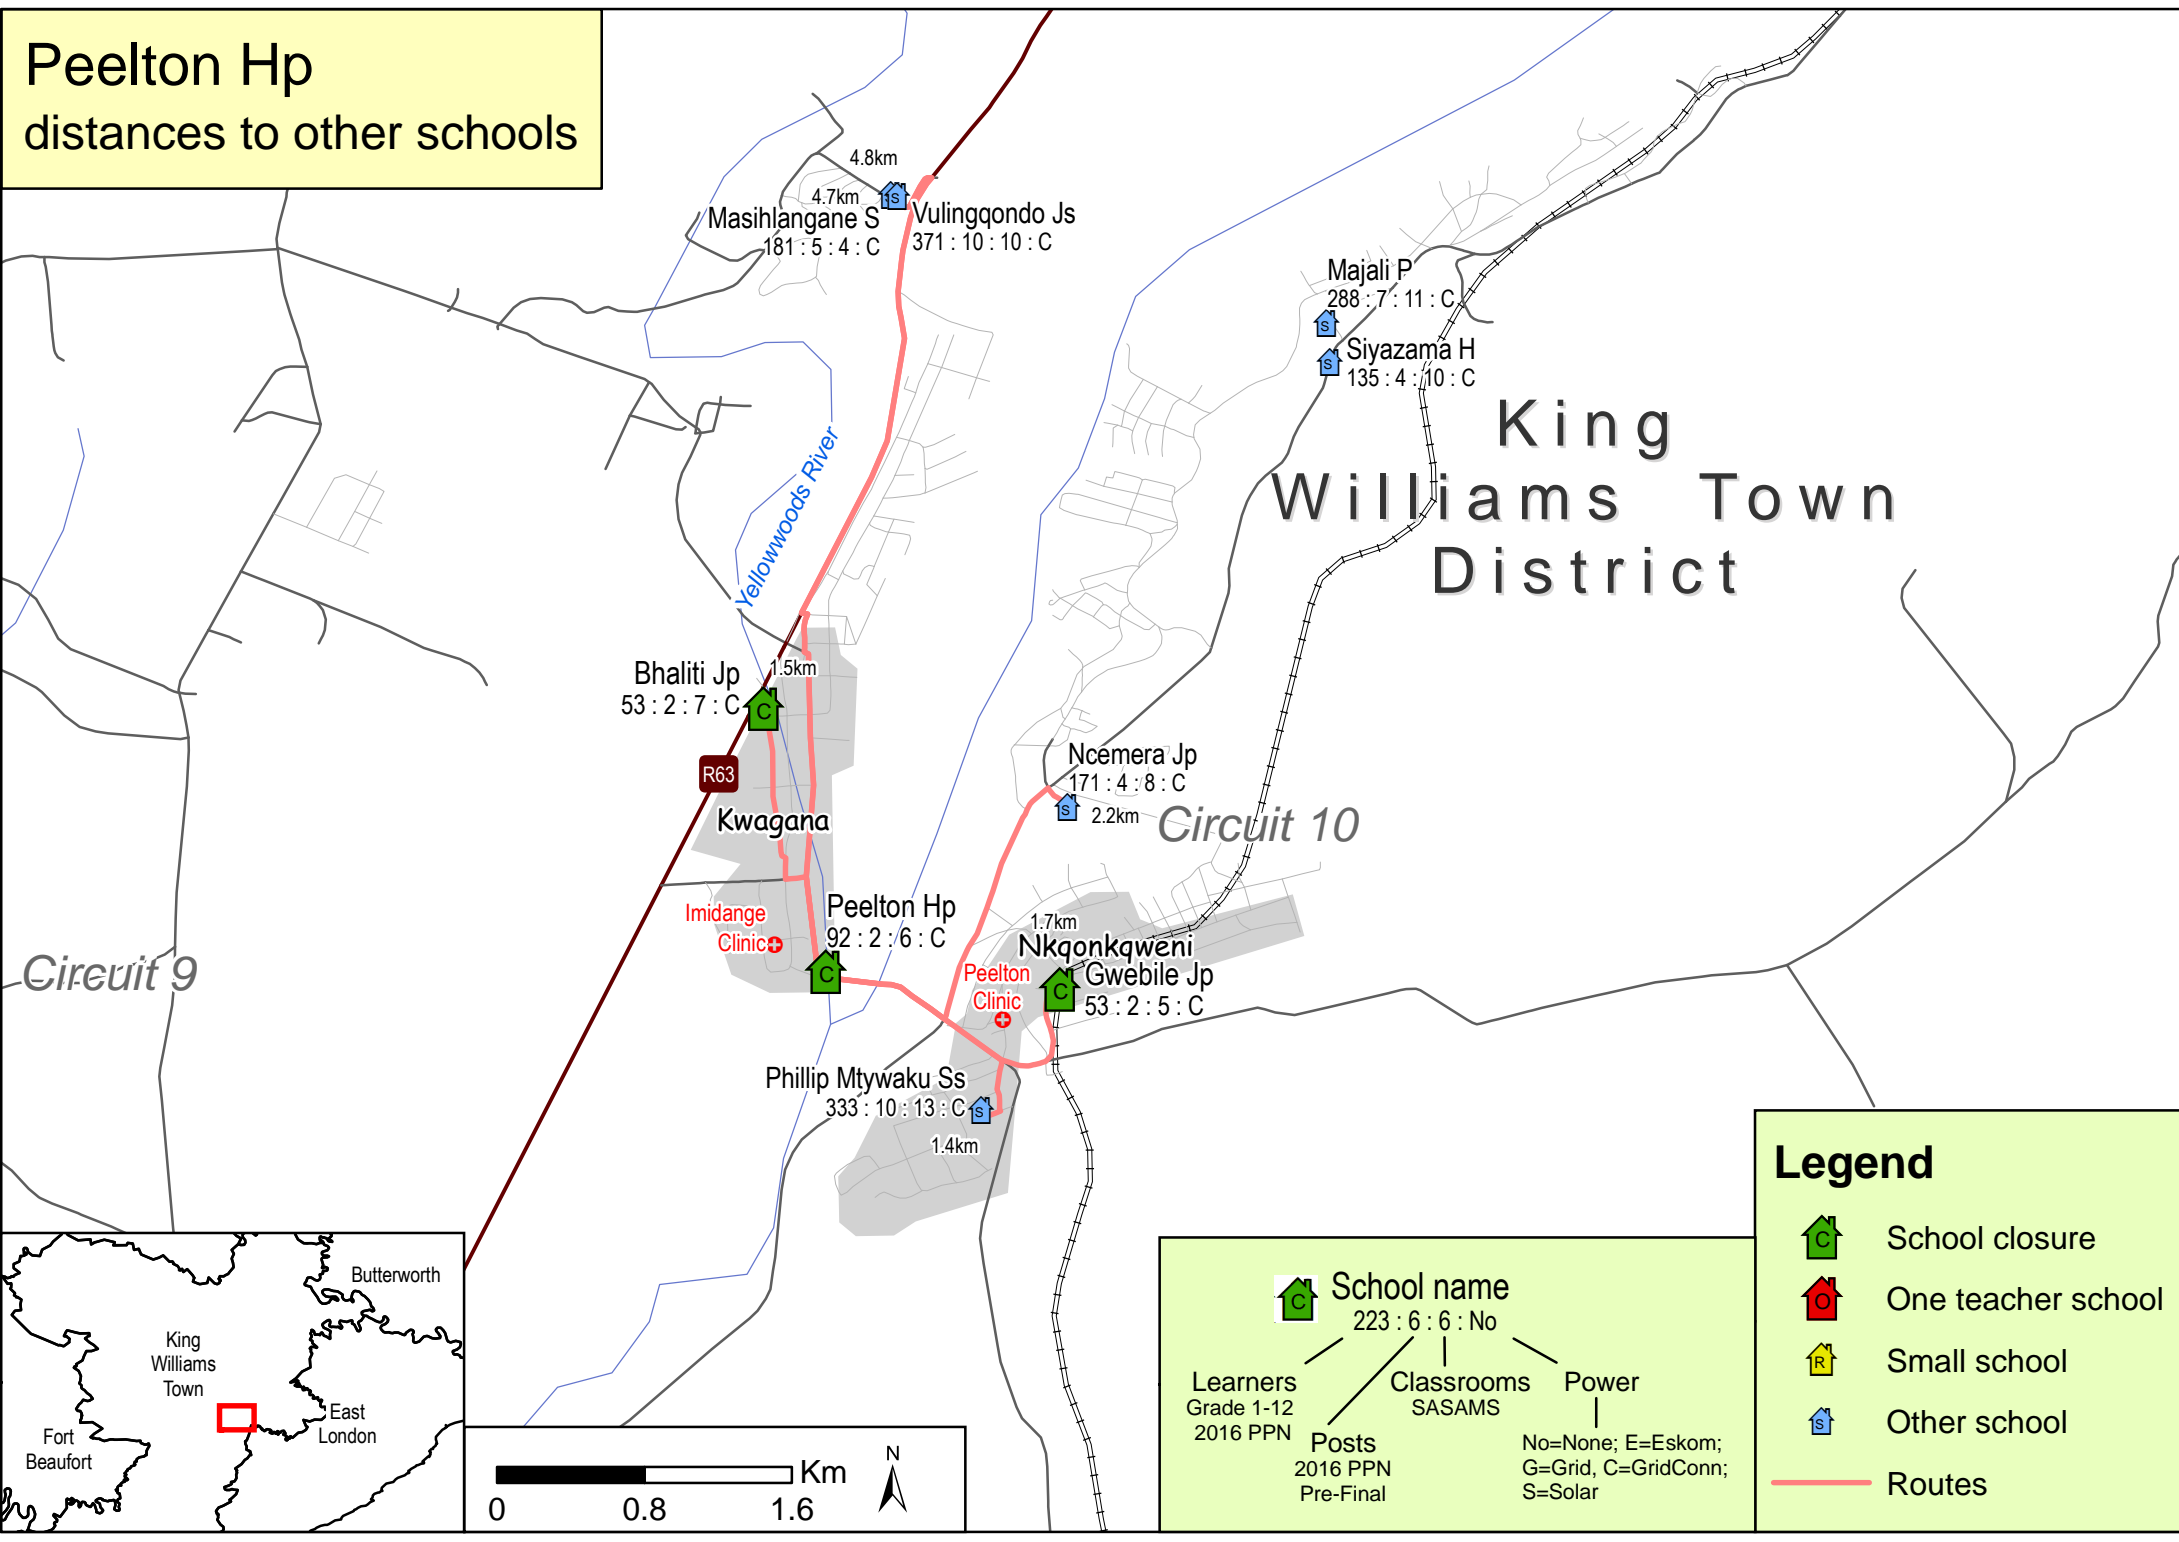 Peelton Hp
distances to other schools
4.8km
4.7km
Masihlangane S
181 : 5 : 4 : C
Vulingqondo Js
371 : 10 : 10 : C
Majali P
288 : 7 : 11 : C
Siyazama H
135 : 4 : 10 : C
King
Williams Town
District
Yellowwoods River
Bhaliti Jp
53 : 2 : 7 : C
1.5km
C
R63
Kwagana
Ncemera Jp
171 : 4 : 8 : C
2.2km
Circuit 10
Imidange
Clinic
Peelton Hp
92 : 2 : 6 : C
C
1.7km
Nkqonkqweni
Gwebile Jp
53 : 2 : 5 : C
C
Peelton
Clinic
Circuit 9
Phillip Mtywaku Ss
333 : 10 : 13 : C
1.4km
Butterworth
King
Williams
Town
East
London
Fort
Beaufort
Km
0 0.8 1.6
N
C School name
223 : 6 : 6 : No
Learners
Grade 1-12
2016 PPN
Posts
2016 PPN
Pre-Final
Classrooms
SASAMS
Power
No=None; E=Eskom;
G=Grid, C=GridConn;
S=Solar
Legend
C School closure
O One teacher school
R Small school
S Other school
Routes